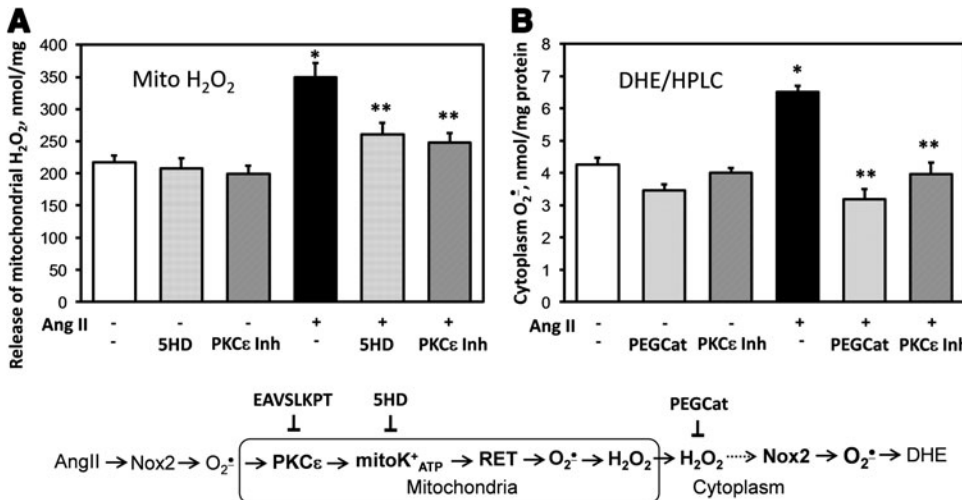 A
B
Release of mitochondrial H₂O₂, nmol/mg
400
350
300
250
200
150
100
50
0
Mito H₂O₂
*
**
**
Ang II - - - + + +
- 5HD PKCε Inh - 5HD PKCε Inh
Cytoplasm O₂•̲, nmol/mg protein
8
7
6
5
4
3
2
1
0
DHE/HPLC
*
**
**
Ang II - - - + + +
- PEGCat PKCε Inh - PEGCat PKCε Inh
EAVSLKPT 5HD PEGCat
AngII → Nox2 → O₂•̲ → PKCε → mitoK⁺ATP → RET → O₂•̲ → H₂O₂ → H₂O₂ ⇢ Nox2 → O₂•̲ → DHE
Mitochondria Cytoplasm